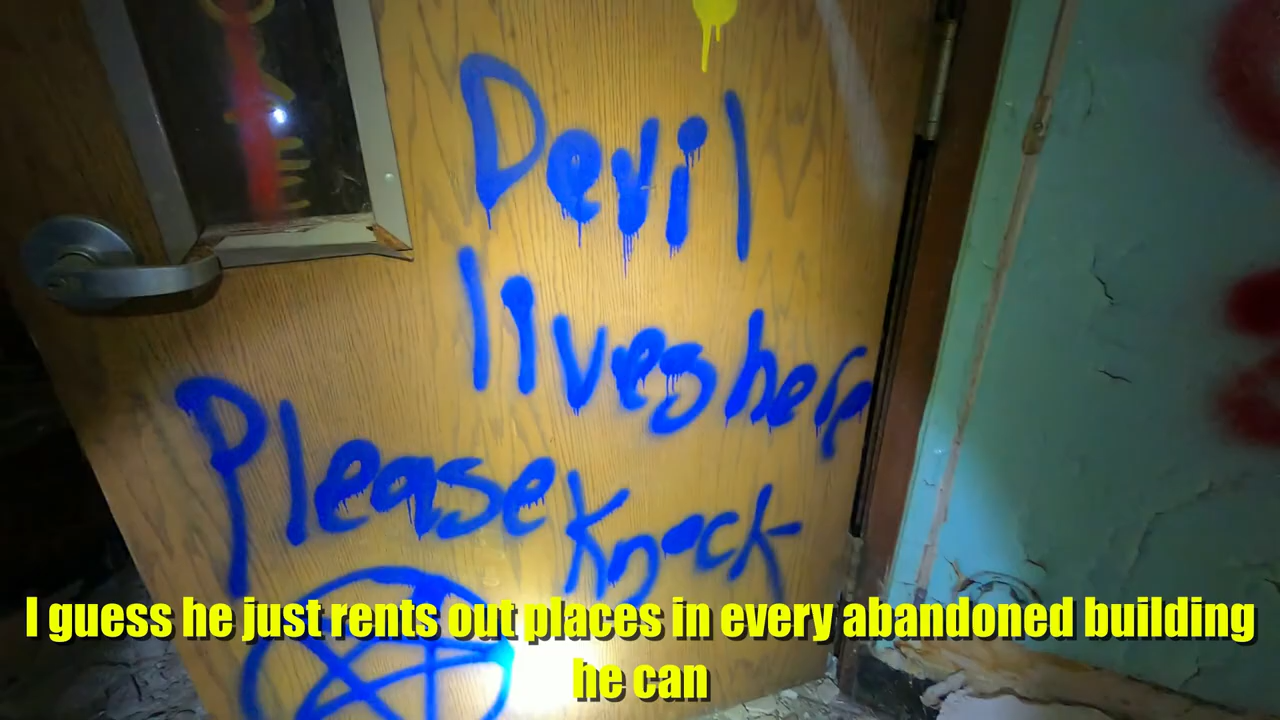 Devil
lives here
Please Knock
I guess he just rents out places in every abandoned building
he can